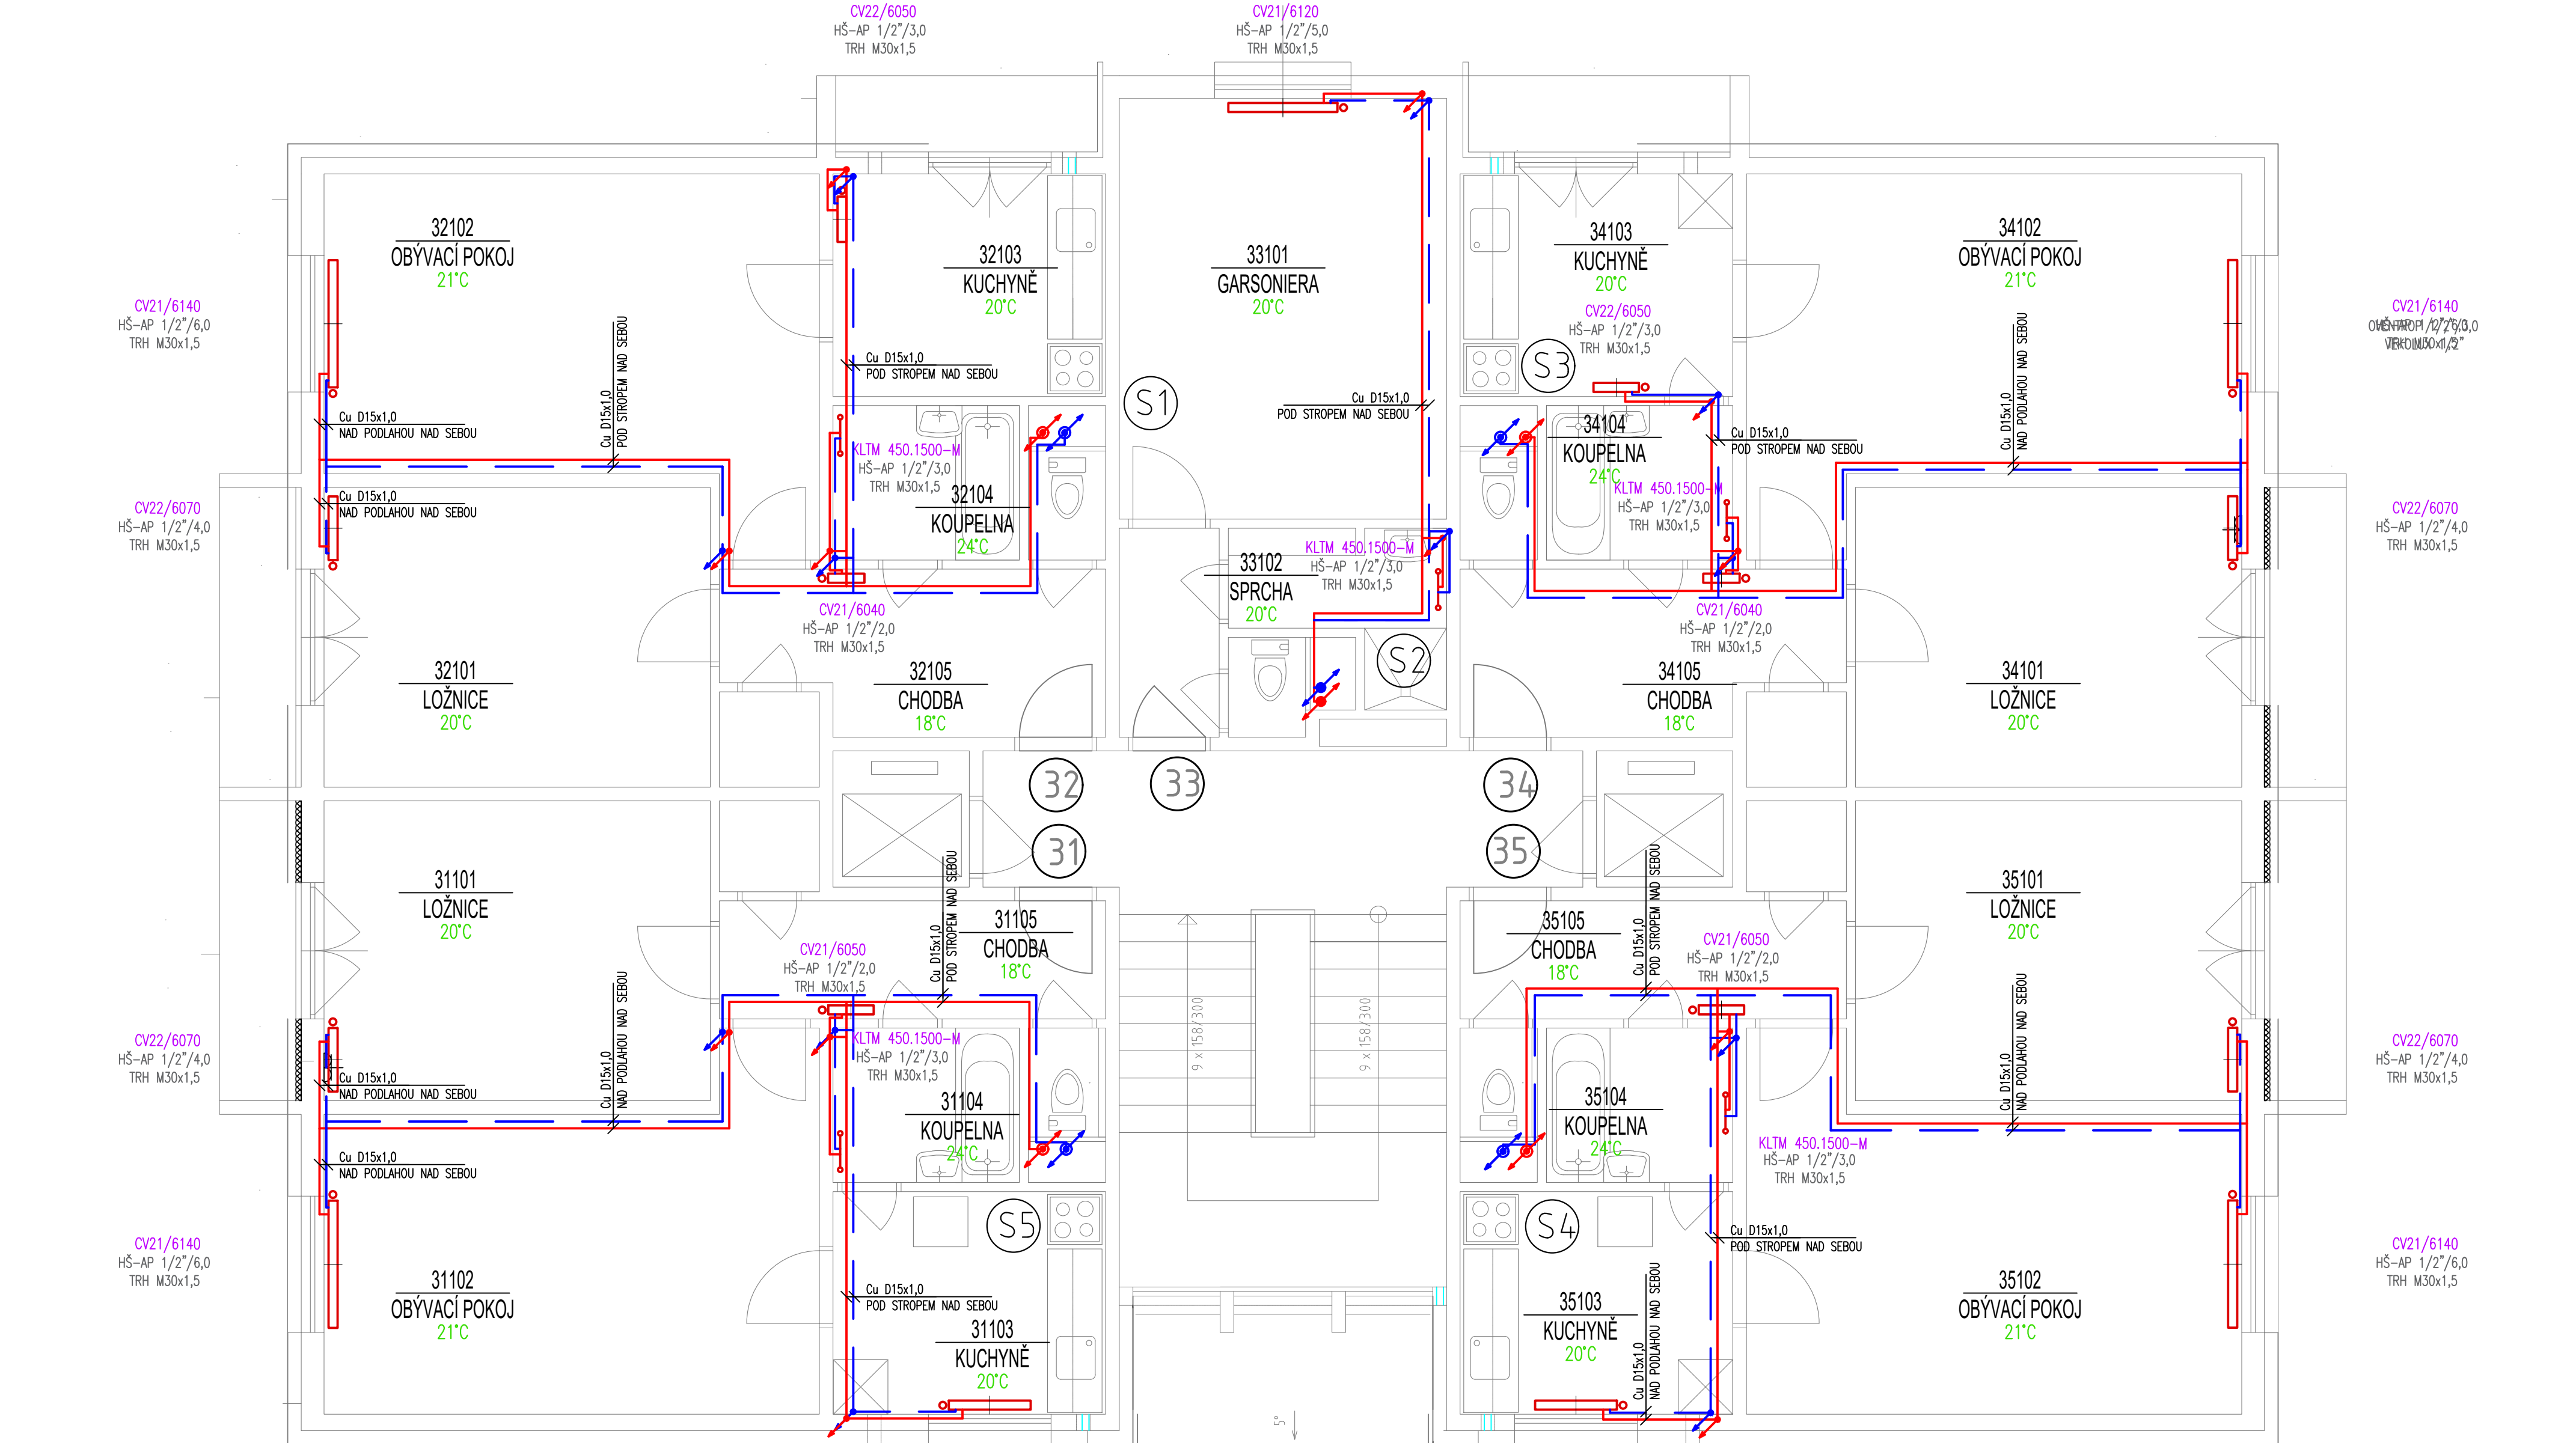 CV22/6050
HŠ-AP 1/2"/3,0
TRH M30x1,5
CV21/6120
HŠ-AP 1/2"/5,0
TRH M30x1,5
32102
OBÝVACÍ POKOJ
21°C
32103
KUCHYNĚ
20°C
33101
GARSONIERA
20°C
34103
KUCHYNĚ
20°C
CV22/6050
HŠ-AP 1/2"/3,0
TRH M30x1,5
34102
OBÝVACÍ POKOJ
21°C
CV21/6140
HŠ-AP 1/2"/6,0
TRH M30x1,5
CV21/6140
Cu D15x1,0
POD STROPEM NAD SEBOU
Cu D15x1,0
POD STROPEM NAD SEBOU
Cu D15x1,0
NAD PODLAHOU NAD SEBOU
S1
S3
Cu D15x1,0
POD STROPEM NAD SEBOU
Cu D15x1,0
NAD PODLAHOU NAD SEBOU
34104
KOUPELNA
24°C
Cu D15x1,0
POD STROPEM NAD SEBOU
KLTM 450.1500-M
HŠ-AP 1/2"/3,0
TRH M30x1,5
32104
KOUPELNA
24°C
KLTM 450.1500-M
HŠ-AP 1/2"/3,0
TRH M30x1,5
Cu D15x1,0
NAD PODLAHOU NAD SEBOU
CV22/6070
HŠ-AP 1/2"/4,0
TRH M30x1,5
CV22/6070
HŠ-AP 1/2"/4,0
TRH M30x1,5
33102
SPRCHA
20°C
KLTM 450.1500-M
HŠ-AP 1/2"/3,0
TRH M30x1,5
CV21/6040
HŠ-AP 1/2"/2,0
TRH M30x1,5
CV21/6040
HŠ-AP 1/2"/2,0
TRH M30x1,5
S2
32101
LOŽNICE
20°C
32105
CHODBA
18°C
34105
CHODBA
18°C
34101
LOŽNICE
20°C
32
33
34
31
35
31101
LOŽNICE
20°C
31105
CHODBA
18°C
Cu D15x1,0
POD STROPEM NAD SEBOU
35105
CHODBA
18°C
Cu D15x1,0
POD STROPEM NAD SEBOU
35101
LOŽNICE
20°C
CV21/6050
HŠ-AP 1/2"/2,0
TRH M30x1,5
CV21/6050
HŠ-AP 1/2"/2,0
TRH M30x1,5
9 x 158/300
9 x 158/300
CV22/6070
HŠ-AP 1/2"/4,0
TRH M30x1,5
Cu D15x1,0
NAD PODLAHOU NAD SEBOU
Cu D15x1,0
NAD PODLAHOU NAD SEBOU
KLTM 450.1500-M
HŠ-AP 1/2"/3,0
TRH M30x1,5
Cu D15x1,0
NAD PODLAHOU NAD SEBOU
CV22/6070
HŠ-AP 1/2"/4,0
TRH M30x1,5
31104
KOUPELNA
24°C
35104
KOUPELNA
24°C
KLTM 450.1500-M
HŠ-AP 1/2"/3,0
TRH M30x1,5
Cu D15x1,0
NAD PODLAHOU NAD SEBOU
S5
S4
Cu D15x1,0
POD STROPEM NAD SEBOU
CV21/6140
HŠ-AP 1/2"/6,0
TRH M30x1,5
CV21/6140
HŠ-AP 1/2"/6,0
TRH M30x1,5
31102
OBÝVACÍ POKOJ
21°C
Cu D15x1,0
POD STROPEM NAD SEBOU
31103
KUCHYNĚ
20°C
35103
KUCHYNĚ
20°C
Cu D15x1,0
NAD PODLAHOU NAD SEBOU
35102
OBÝVACÍ POKOJ
21°C
5°